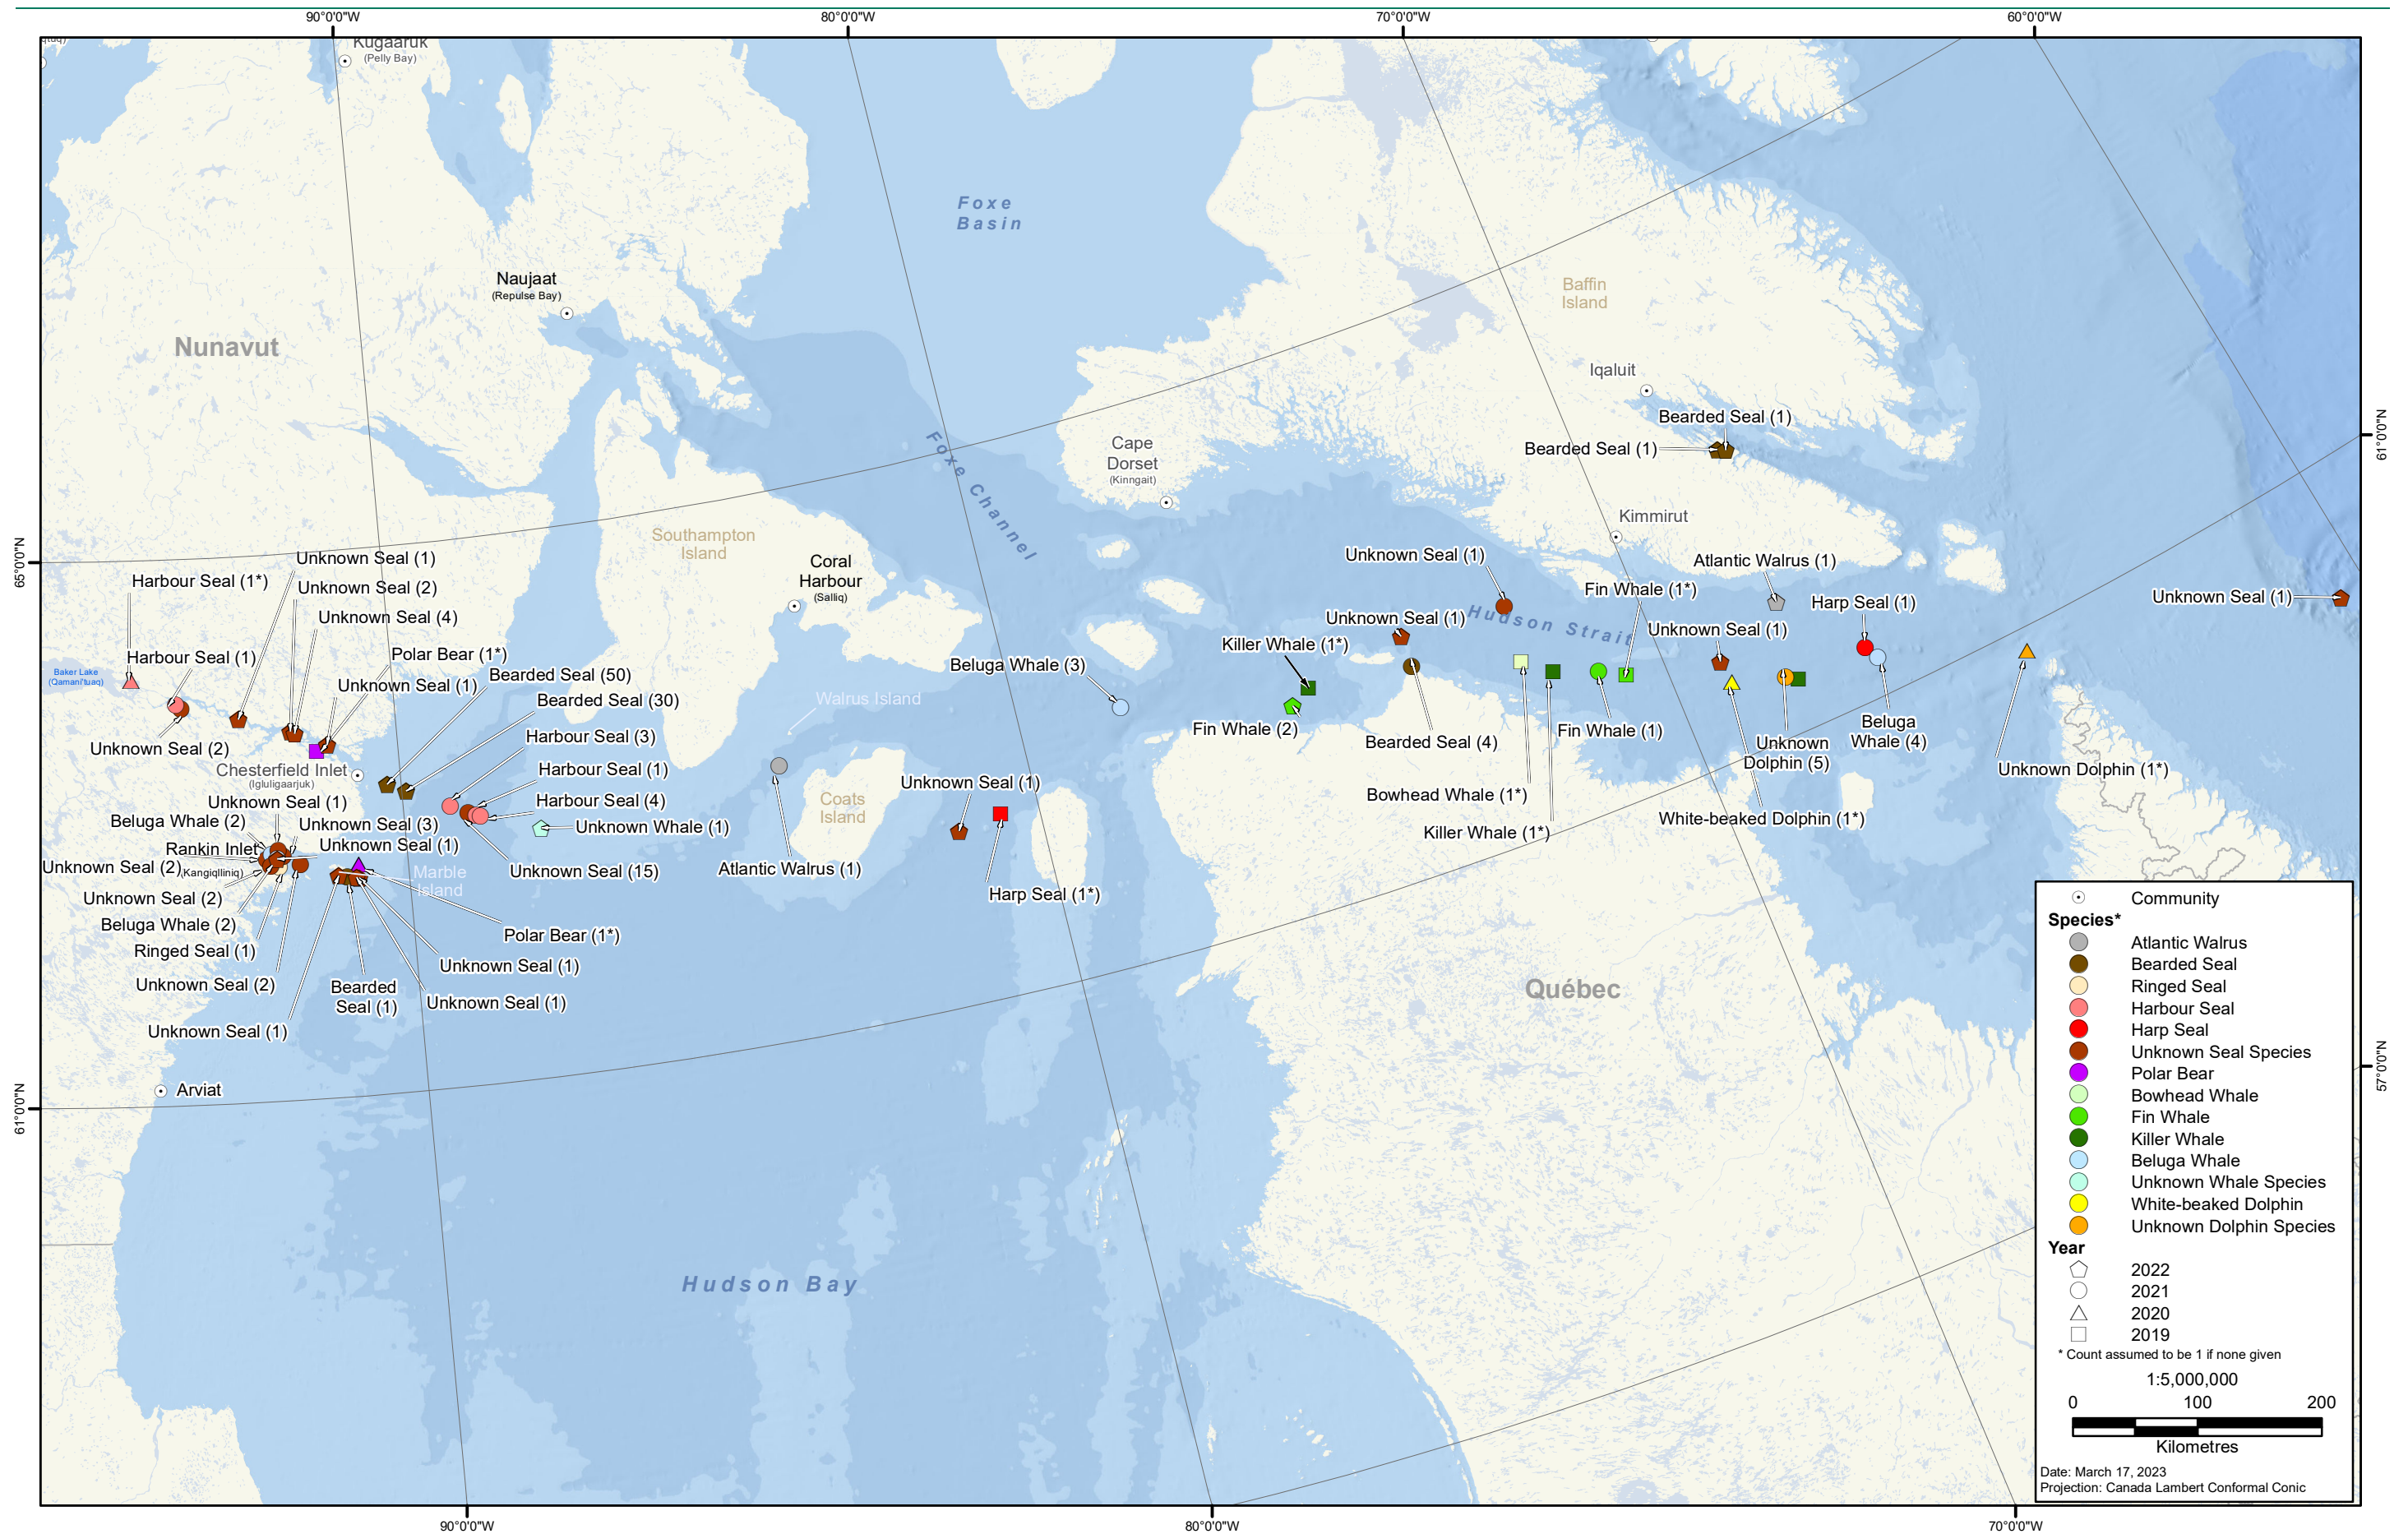 90°0'0"W
80°0'0"W
70°0'0"W
60°0'0"W
Kugaaruk
(Pelly Bay)
Foxe
Basin
Naujaat
(Repulse Bay)
Nunavut
Baffin
Island
Iqaluit
Bearded Seal (1)
Bearded Seal (1)
61°0'0"N
Cape
Dorset
(Kinngait)
Foxe Channel
Kimmirut
Southampton
Island
Coral
Harbour
(Salliq)
65°0'0"N
Unknown Seal (1)
Harbour Seal (1*)
Unknown Seal (2)
Unknown Seal (4)
Unknown Seal (1)
Atlantic Walrus (1)
Fin Whale (1*)
Harp Seal (1)
Unknown Seal (1)
Hudson Strait
Unknown Seal (1)
Unknown Seal (1)
Killer Whale (1*)
Beluga Whale (3)
Harbour Seal (1)
Polar Bear (1*)
Baker Lake
(Qamani'tuaq)
Unknown Seal (1)
Bearded Seal (50)
Bearded Seal (30)
Walrus Island
Harbour Seal (3)
Unknown Seal (2)
Fin Whale (2)
Bearded Seal (4)
Fin Whale (1)
Unknown
Dolphin (5)
Beluga
Whale (4)
Unknown Dolphin (1*)
Chesterfield Inlet
(Igluligaarjuk)
Harbour Seal (1)
Unknown Seal (1)
Harbour Seal (4)
Coats
Island
Unknown Seal (1)
Bowhead Whale (1*)
Beluga Whale (2)
Unknown Seal (3)
Unknown Whale (1)
Killer Whale (1*)
White-beaked Dolphin (1*)
Rankin Inlet
Unknown Seal (1)
Unknown Seal (2)
(Kangiqlliniq)
Marble
Island
Unknown Seal (15)
Atlantic Walrus (1)
Harp Seal (1*)
Unknown Seal (2)
Beluga Whale (2)
Polar Bear (1*)
Ringed Seal (1)
Unknown Seal (1)
Unknown Seal (2)
Bearded
Seal (1)
Unknown Seal (1)
Unknown Seal (1)
Québec
61°0'0"N
Arviat
57°0'0"N
Hudson Bay
Community
Species*
Atlantic Walrus
Bearded Seal
Ringed Seal
Harbour Seal
Harp Seal
Unknown Seal Species
Polar Bear
Bowhead Whale
Fin Whale
Killer Whale
Beluga Whale
Unknown Whale Species
White-beaked Dolphin
Unknown Dolphin Species
Year
2022
2021
2020
2019
* Count assumed to be 1 if none given
1:5,000,000
0 100 200
Kilometres
Date: March 17, 2023
Projection: Canada Lambert Conformal Conic
90°0'0"W
80°0'0"W
70°0'0"W